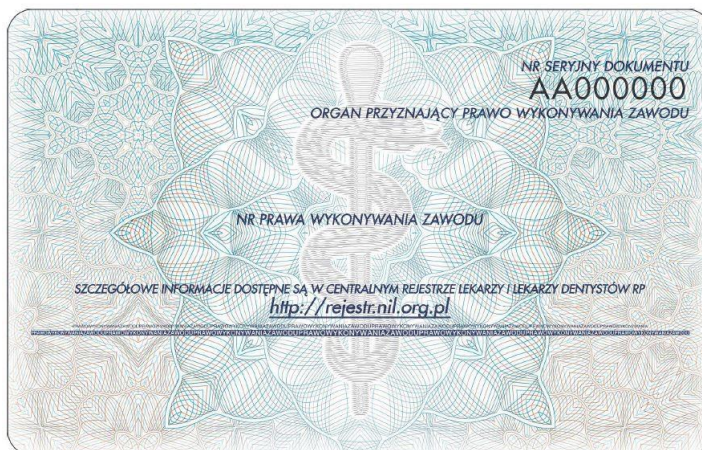 NR SERYJNY DOKUMENTU
AA000000
ORGAN PRZYZNAJĄCY PRAWO WYKONYWANIA ZAWODU
NR PRAWA WYKONYWANIA ZAWODU
SZCZEGÓŁOWE INFORMACJE DOSTĘPNE SĄ W CENTRALNYM REJESTRZE LEKARZY I LEKARZY DENTYSTÓW RP
http://rejestr.nil.org.pl